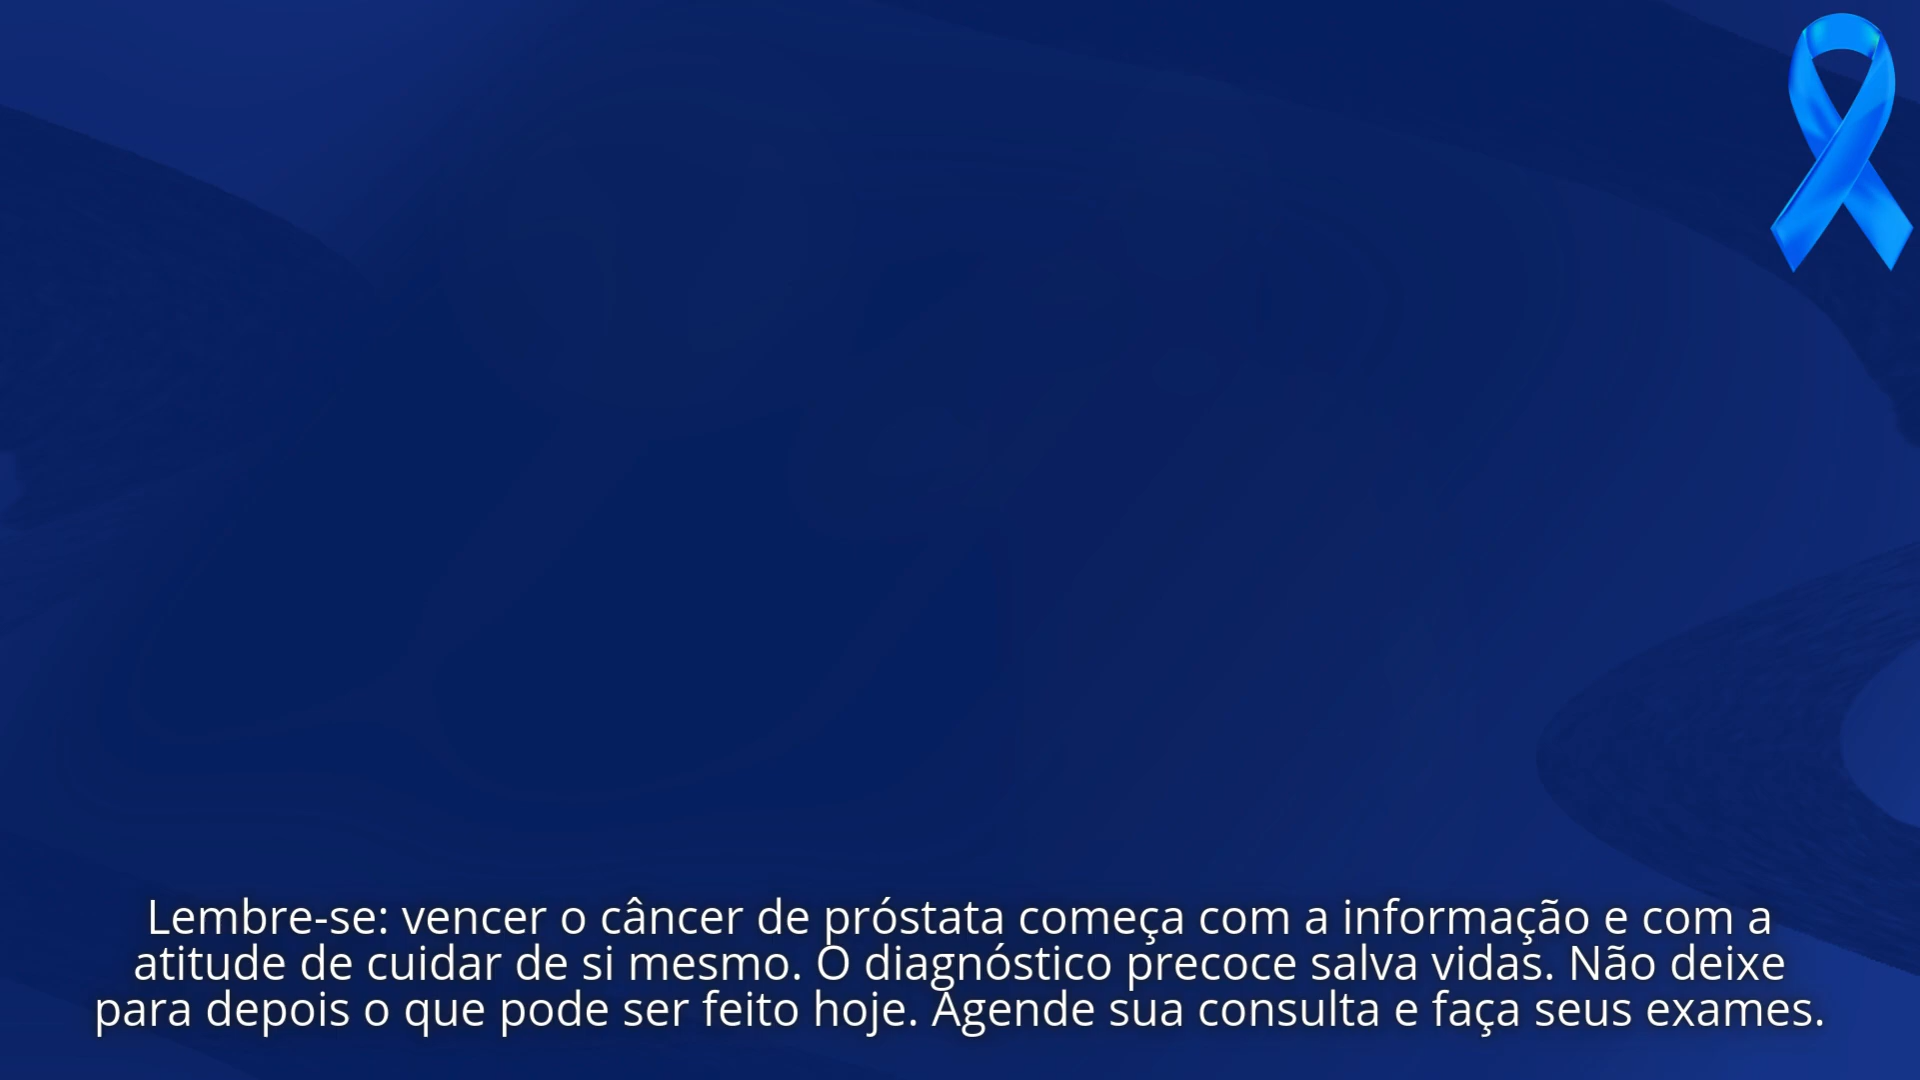 Lembre-se: vencer o câncer de próstata começa com a informação e com a
atitude de cuidar de si mesmo. O diagnóstico precoce salva vidas. Não deixe
para depois o que pode ser feito hoje. Agende sua consulta e faça seus exames.